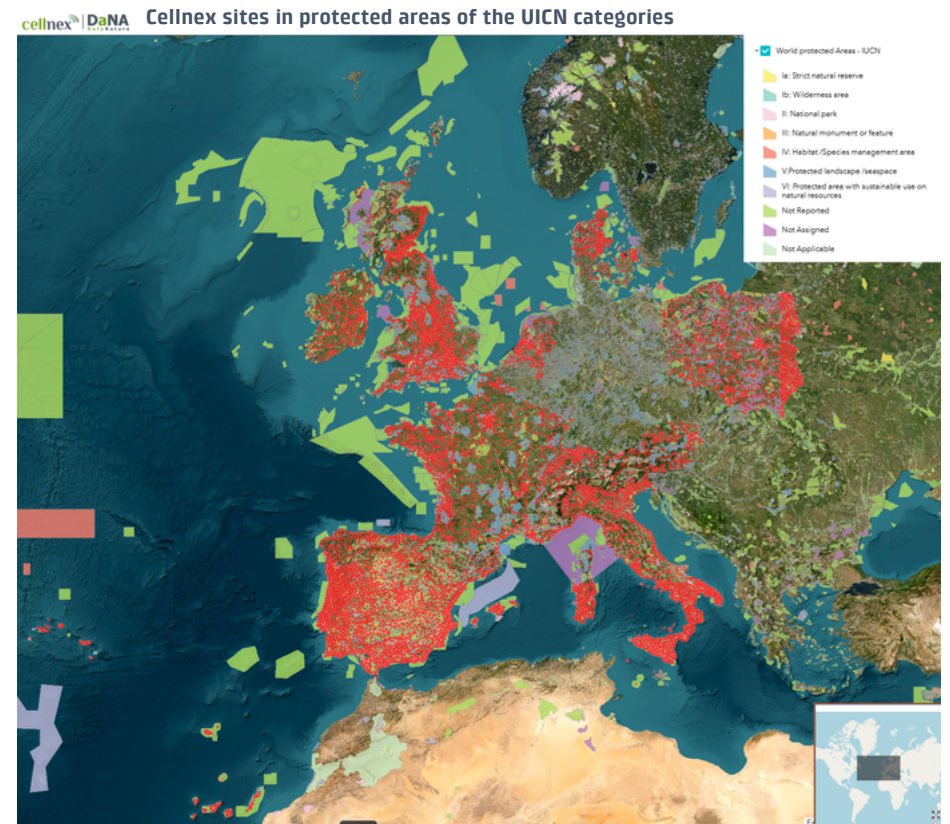 cellnex DaNA Cellnex sites in protected areas of the UICN categories
DataNature
World protected Areas - IUCN
Ia: Strict natural reserve
Ib: Wilderness area
II: National park
III: Natural monument or feature
IV: Habitat /Species management area
V:Protected landscape /seaspace
VI: Protected area with sustainable use on
natural resources
Not Reported
Not Assigned
Not Applicable